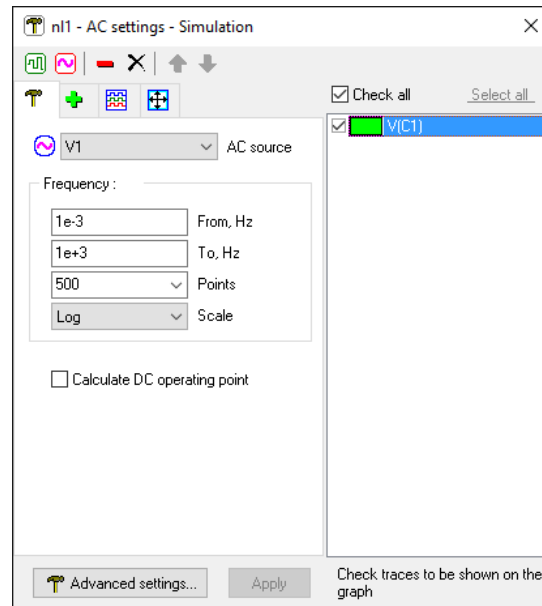 nl1 - AC settings - Simulation
Check all
Select all
V(C1)
V1
AC source
Frequency :
1e-3
From, Hz
1e+3
To, Hz
500
Points
Log
Scale
Calculate DC operating point
Advanced settings...
Apply
Check traces to be shown on the
graph